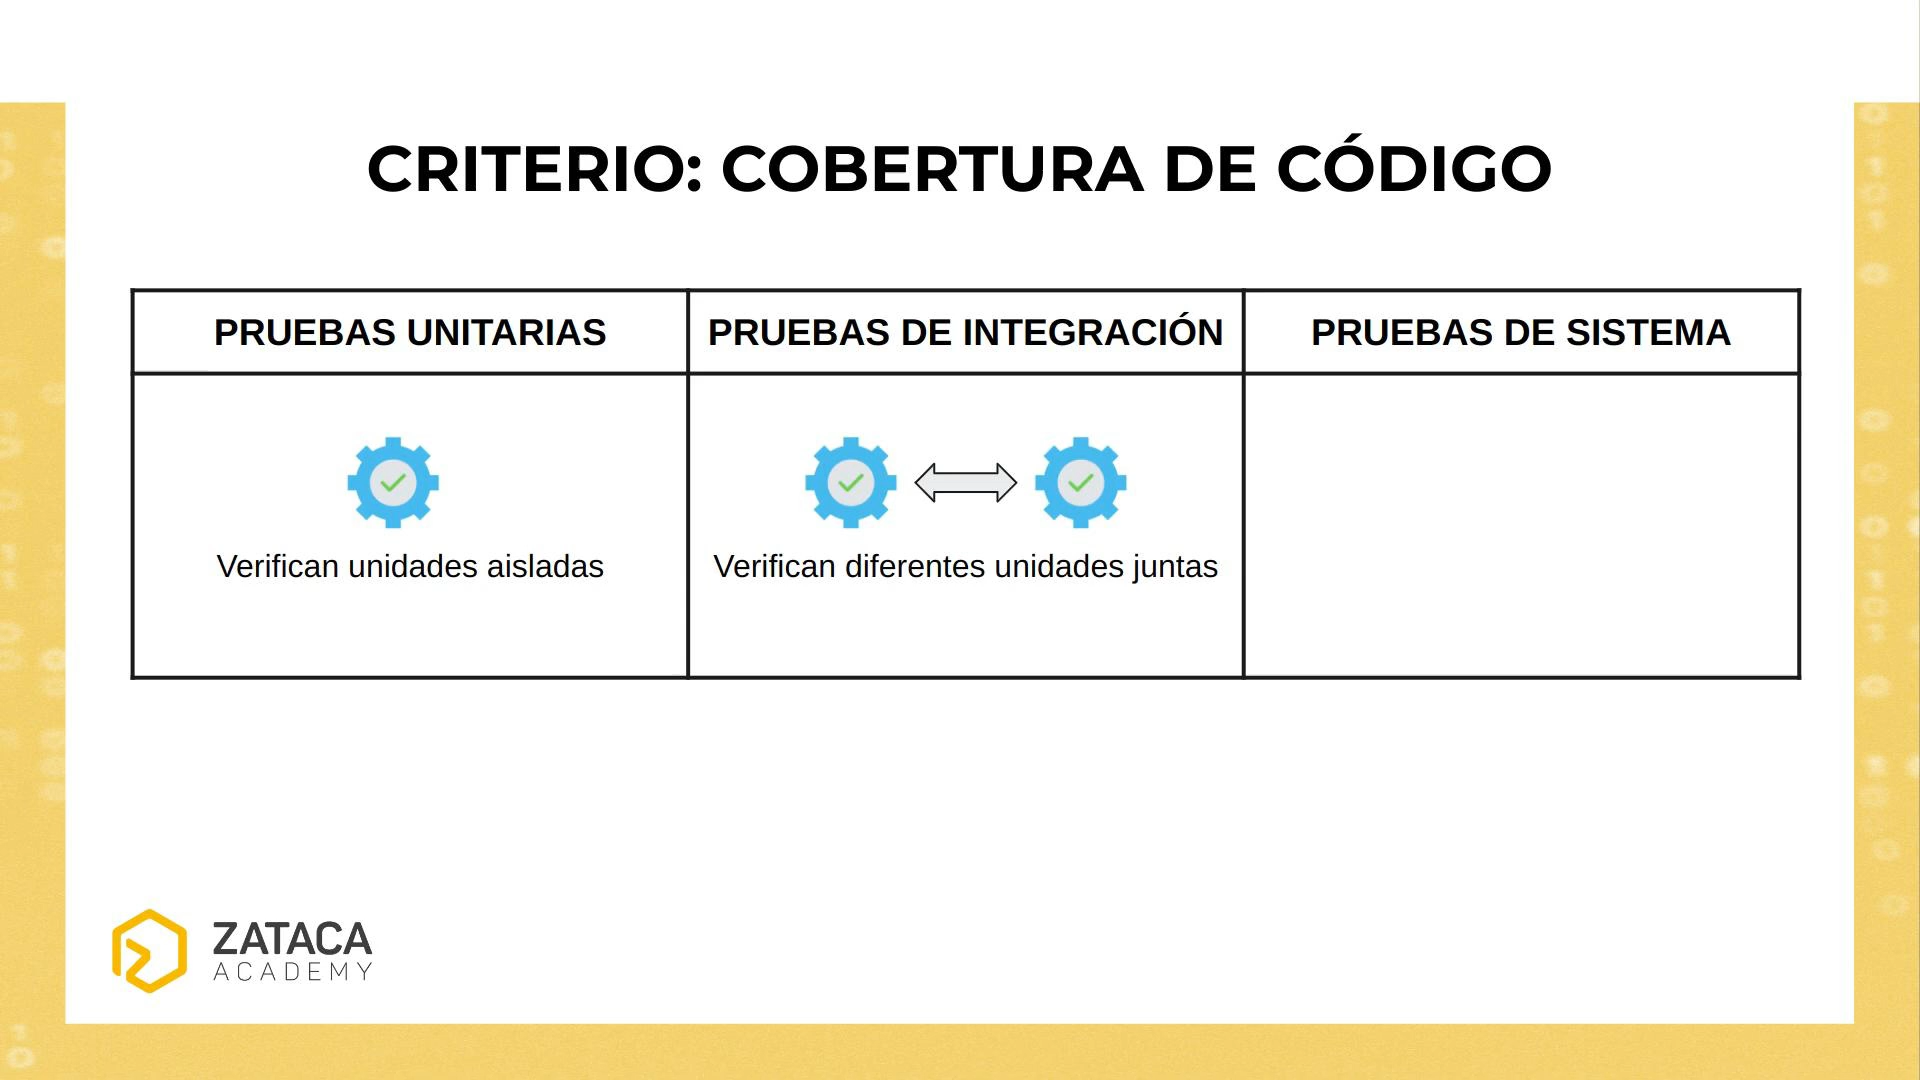 CRITERIO: COBERTURA DE CÓDIGO
PRUEBAS UNITARIAS
PRUEBAS DE INTEGRACIÓN
PRUEBAS DE SISTEMA
Verifican unidades aisladas
Verifican diferentes unidades juntas
ZATACA
ACADEMY